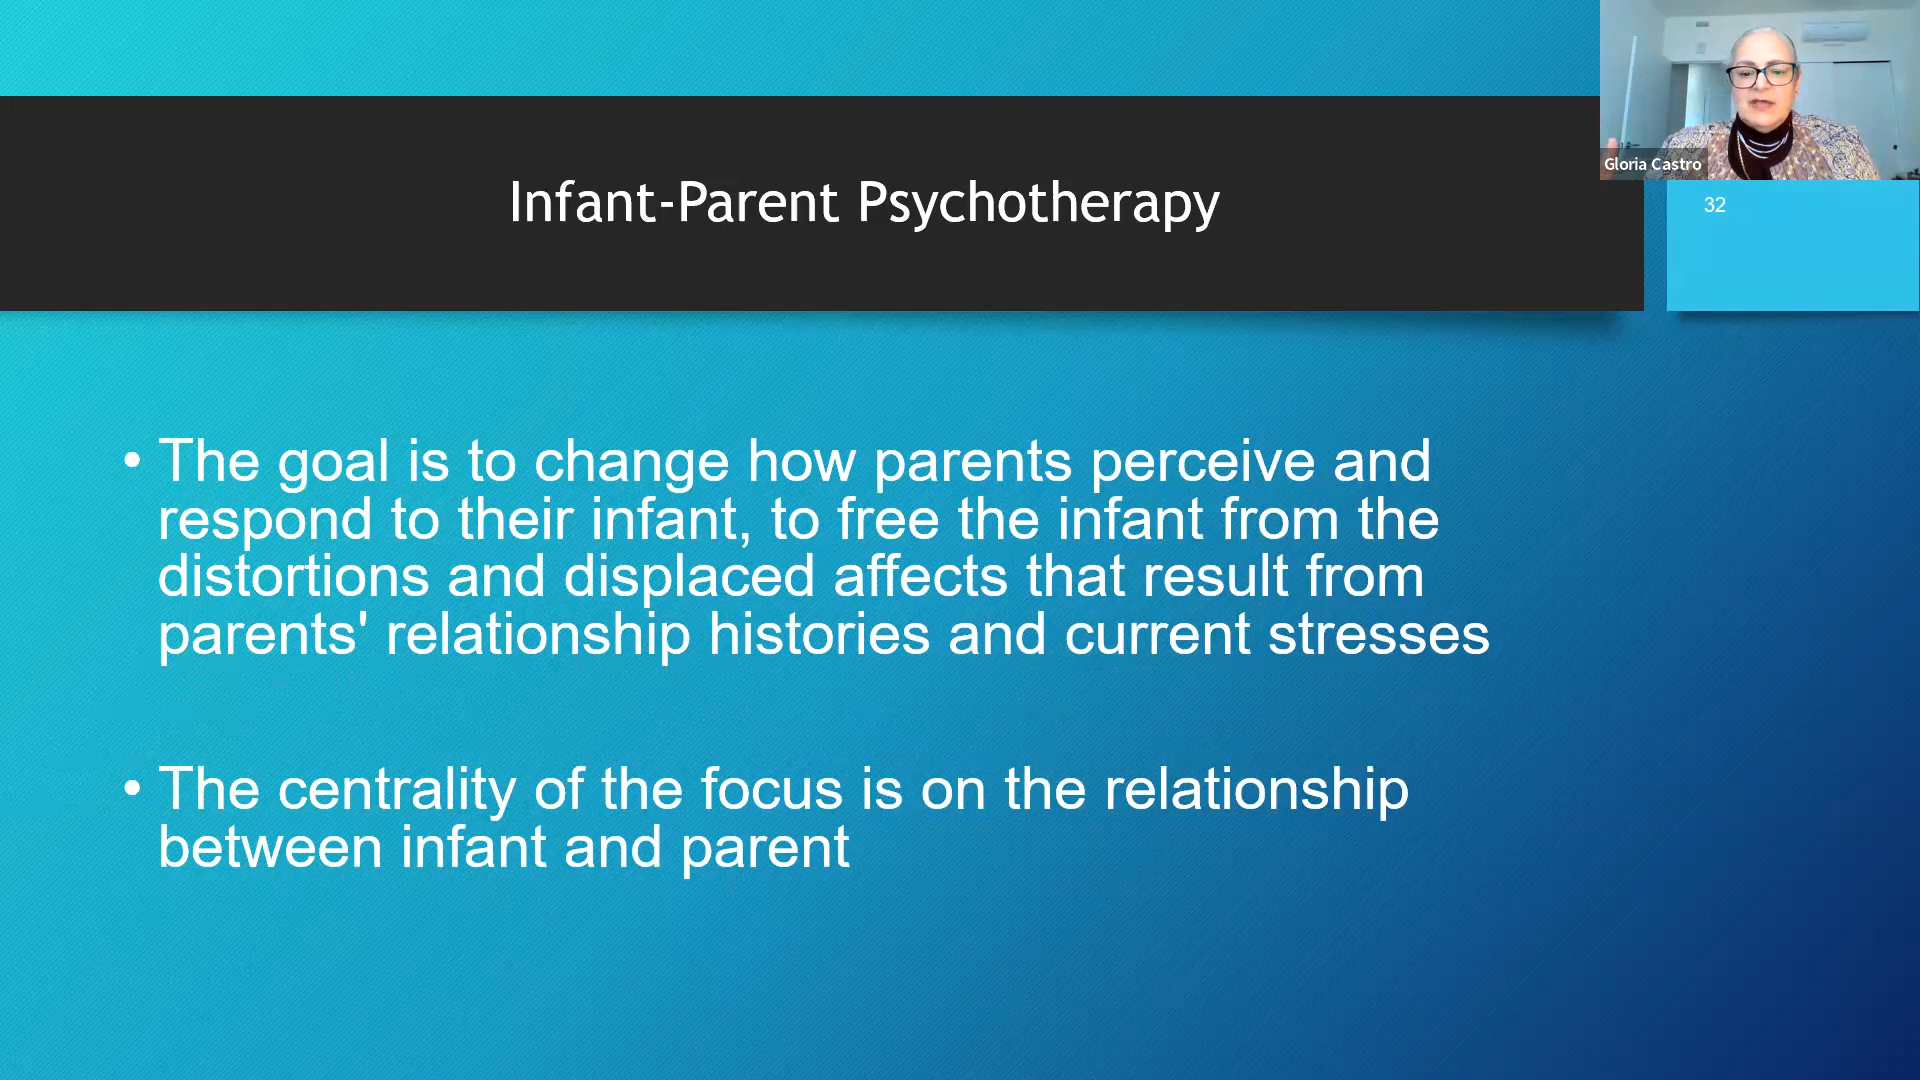 Gloria Castro
Infant-Parent Psychotherapy
32
• The goal is to change how parents perceive and
respond to their infant, to free the infant from the
distortions and displaced affects that result from
parents' relationship histories and current stresses
• The centrality of the focus is on the relationship
between infant and parent